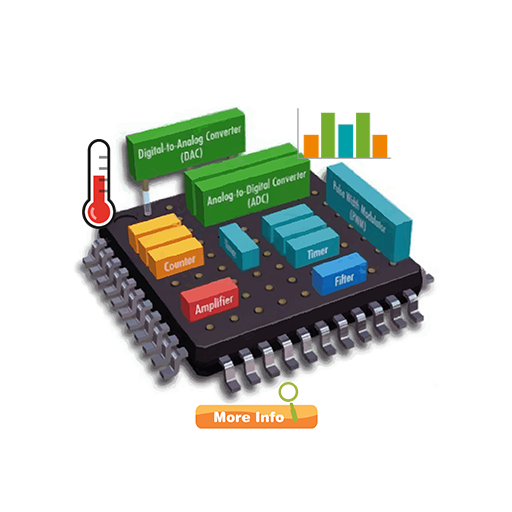 Digital-to-Analog Converter
(DAC)
Analog-to-Digital Converter
(ADC)
Pulse Width Modulator
(PWM)
Counter
Timer
Timer
Filter
Amplifier
More Info